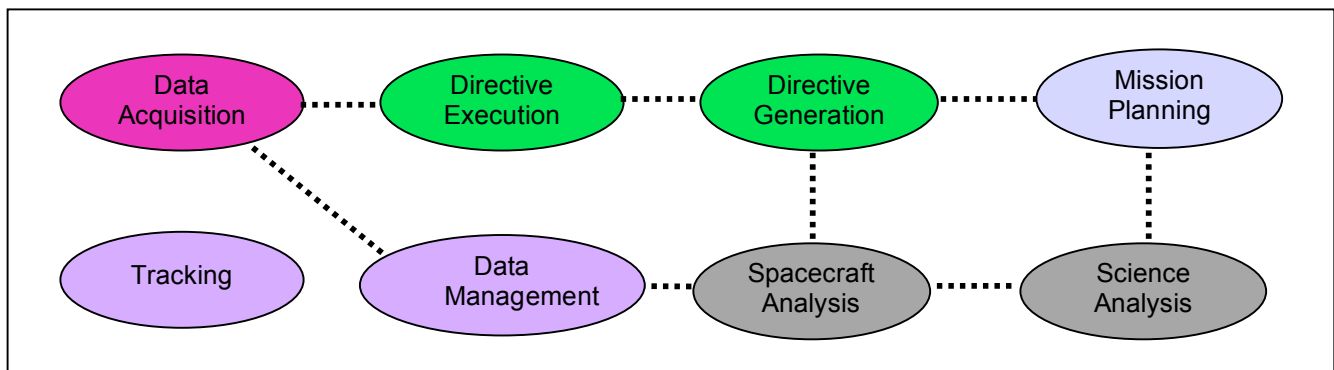 Data
Acquisition
Directive
Execution
Directive
Generation
Mission
Planning
Tracking
Data
Management
Spacecraft
Analysis
Science
Analysis